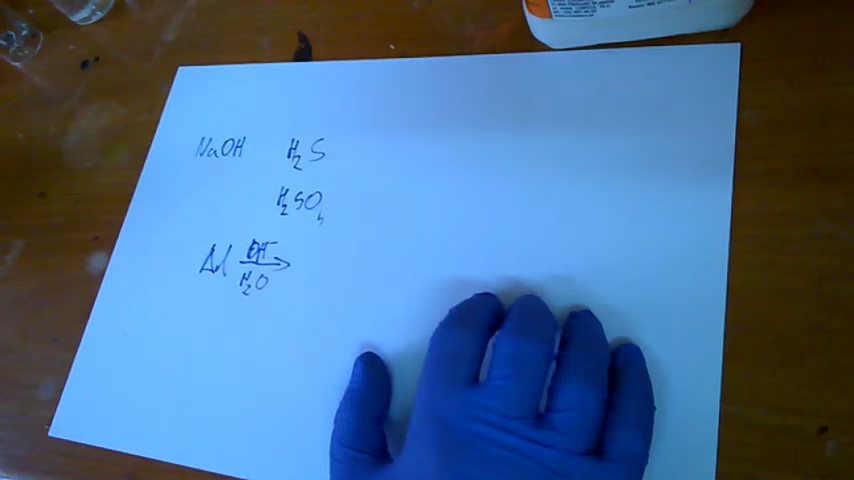 NaOH H₂S
H₂SO₄
Al OH⁻
H₂O →